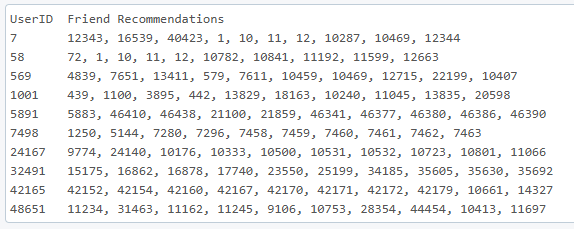 UserID  Friend Recommendations
7       12343, 16539, 40423, 1, 10, 11, 12, 10287, 10469, 12344
58      72, 1, 10, 11, 12, 10782, 10841, 11192, 11599, 12663
569     4839, 7651, 13411, 579, 7611, 10459, 10469, 12715, 22199, 10407
1001    439, 1100, 3895, 442, 13829, 18163, 10240, 11045, 13835, 20598
5891    5883, 46410, 46438, 21100, 21859, 46341, 46377, 46380, 46386, 46390
7498    1250, 5144, 7280, 7296, 7458, 7459, 7460, 7461, 7462, 7463
24167   9774, 24140, 10176, 10333, 10500, 10531, 10532, 10723, 10801, 11066
32491   15175, 16862, 16878, 17740, 23550, 25199, 34185, 35605, 35630, 35692
42165   42152, 42154, 42160, 42167, 42170, 42171, 42172, 42179, 10661, 14327
48651   11234, 31463, 11162, 11245, 9106, 10753, 28354, 44454, 10413, 11697